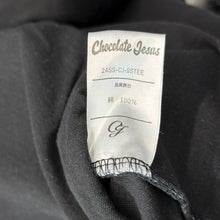 Chocolate Jesus
24SS-CJ-SSTEE
品質表示
綿 100%
CJ